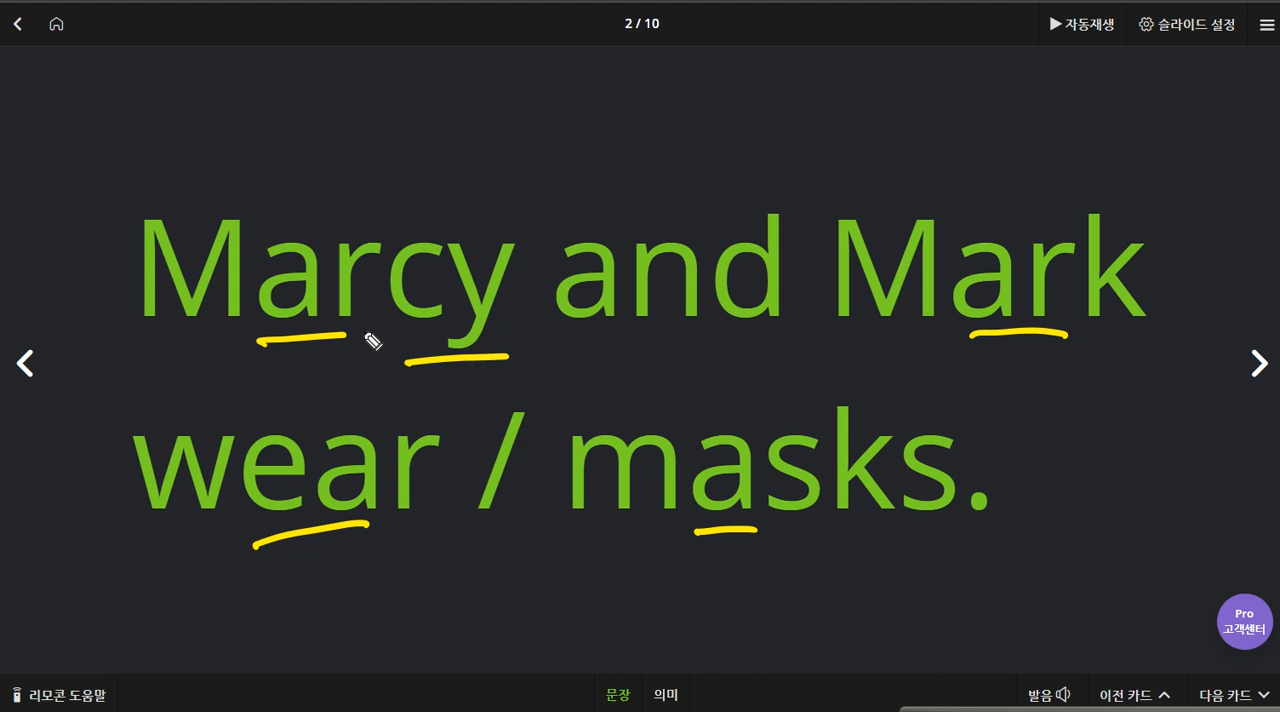 2 / 10
자동재생
슬라이드 설정
Marcy and Mark
wear / masks.
Pro
고객센터
리모콘 도움말
문장
의미
발음
이전 카드
다음 카드